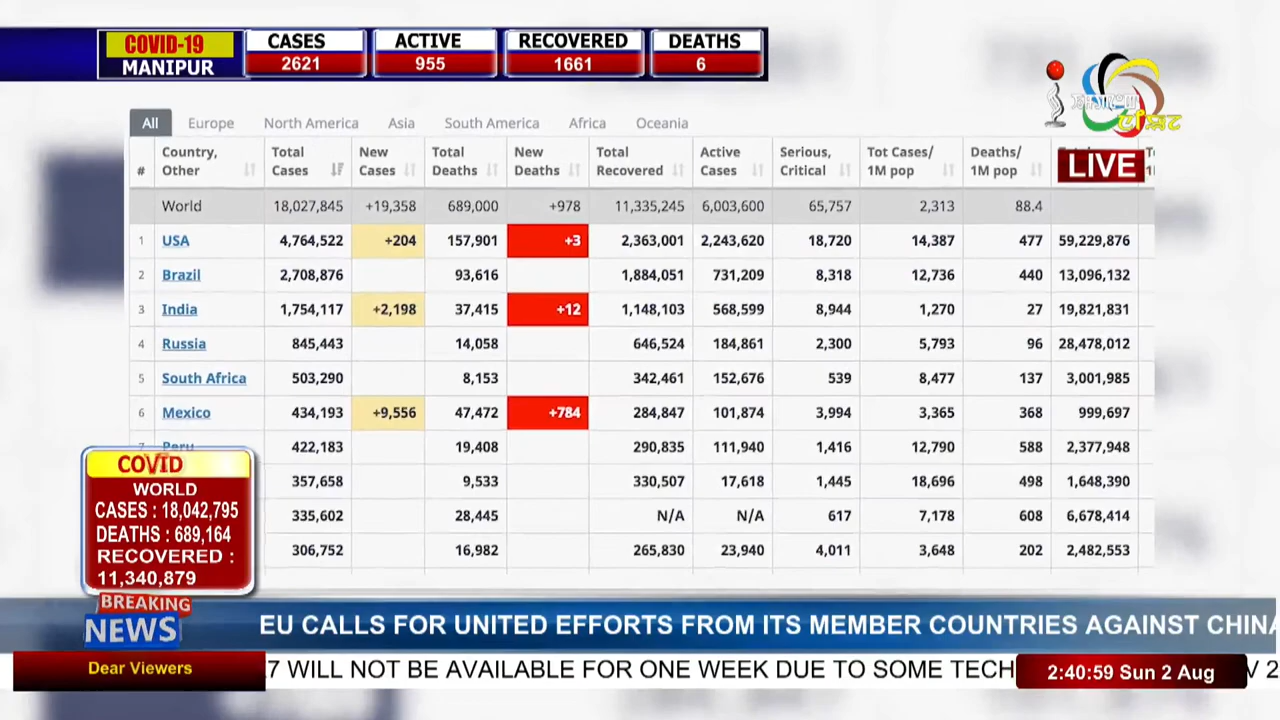 COVID-19
MANIPUR
CASES
2621
ACTIVE
955
RECOVERED
1661
DEATHS
6
LIVE
All Europe North America Asia South America Africa Oceania
# Country, Other Total Cases New Cases Total Deaths New Deaths Total Recovered Active Cases Serious, Critical Tot Cases/ 1M pop Deaths/ 1M pop
World 18,027,845 +19,358 689,000 +978 11,335,245 6,003,600 65,757 2,313 88.4
1 USA 4,764,522 +204 157,901 +3 2,363,001 2,243,620 18,720 14,387 477 59,229,876
2 Brazil 2,708,876 93,616 1,884,051 731,209 8,318 12,736 440 13,096,132
3 India 1,754,117 +2,198 37,415 +12 1,148,103 568,599 8,944 1,270 27 19,821,831
4 Russia 845,443 14,058 646,524 184,861 2,300 5,793 96 28,478,012
5 South Africa 503,290 8,153 342,461 152,676 539 8,477 137 3,001,985
6 Mexico 434,193 +9,556 47,472 +784 284,847 101,874 3,994 3,365 368 999,697
7 Peru 422,183 19,408 290,835 111,940 1,416 12,790 588 2,377,948
357,658 9,533 330,507 17,618 1,445 18,696 498 1,648,390
335,602 28,445 N/A N/A 617 7,178 608 6,678,414
306,752 16,982 265,830 23,940 4,011 3,648 202 2,482,553
COVID
WORLD
CASES : 18,042,795
DEATHS : 689,164
RECOVERED :
11,340,879
BREAKING
NEWS
EU CALLS FOR UNITED EFFORTS FROM ITS MEMBER COUNTRIES AGAINST CHINA
Dear Viewers
7 WILL NOT BE AVAILABLE FOR ONE WEEK DUE TO SOME TECH
2:40:59 Sun 2 Aug
V 2